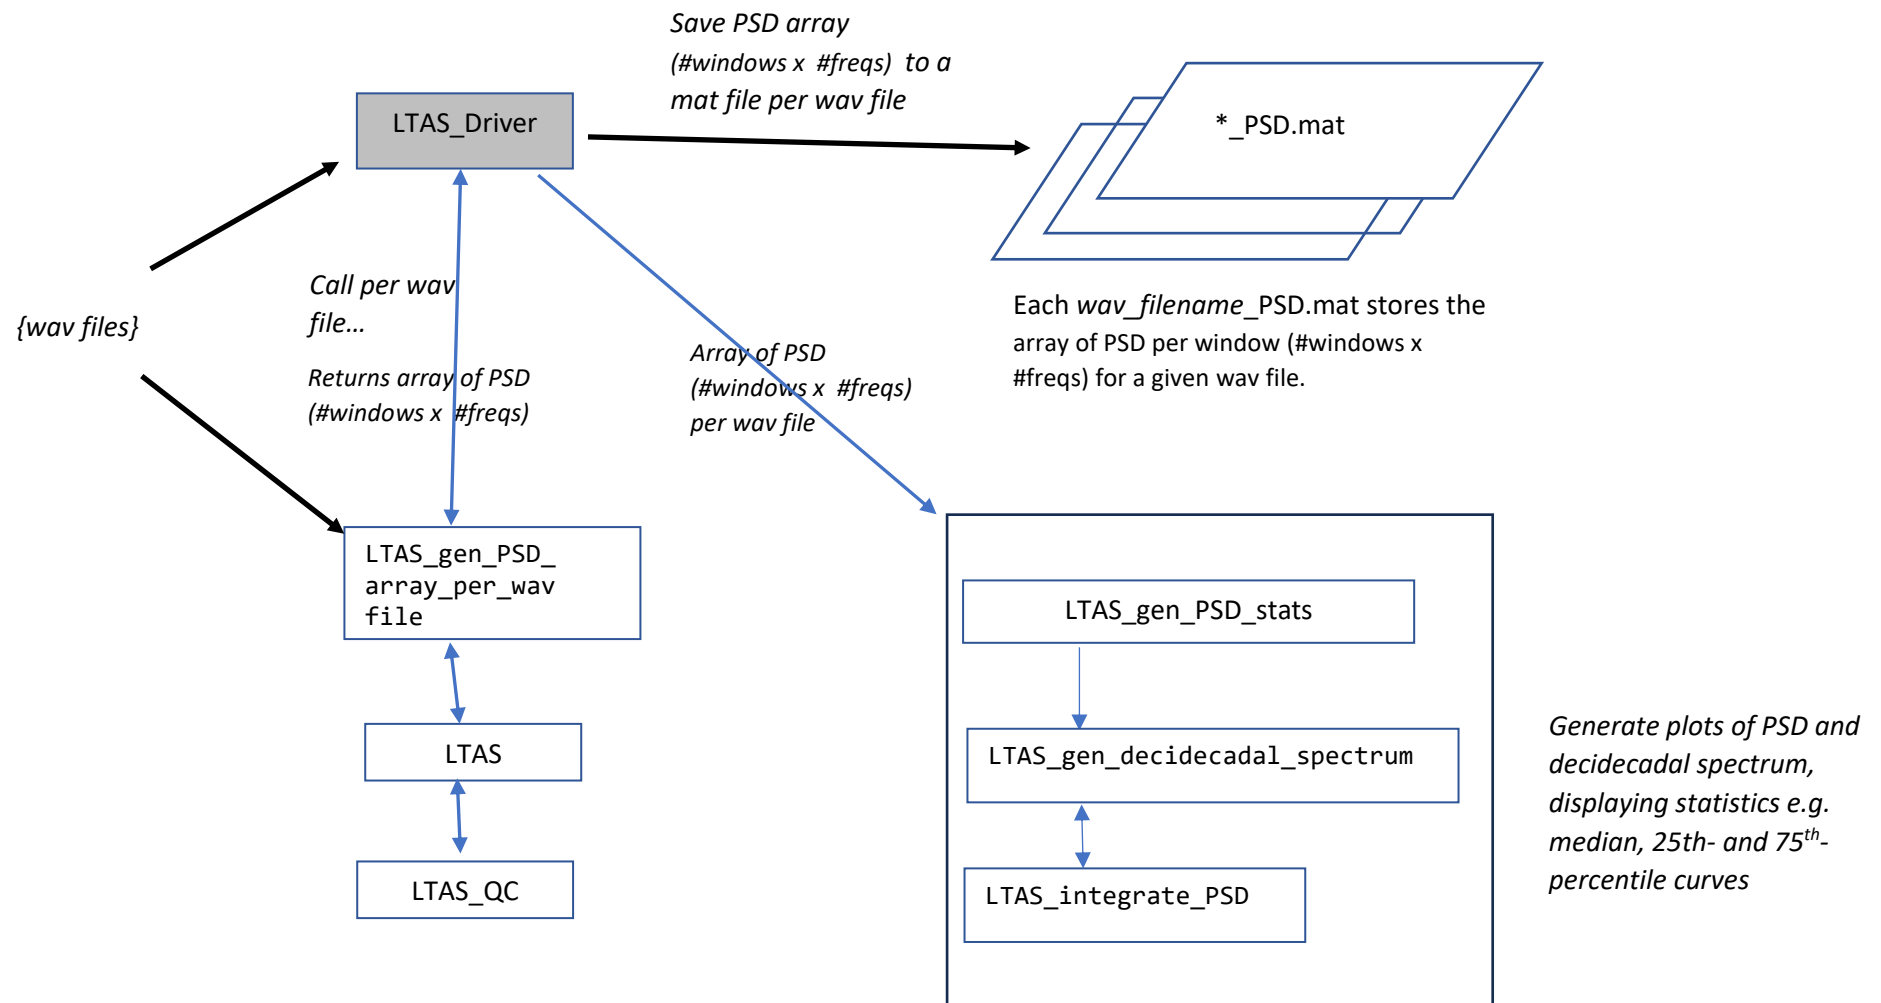 Save PSD array
(#windows x  #freqs)  to a
mat file per wav file
LTAS_Driver
*_PSD.mat
{wav files}
Call per wav
file…
Returns array of PSD
(#windows x  #freqs)
Array of PSD
(#windows x  #freqs)
per wav file
Each wav_filename_PSD.mat stores the
array of PSD per window (#windows x
#freqs) for a given wav file.
LTAS_gen_PSD_
array_per_wav
file
LTAS
LTAS_QC
LTAS_gen_PSD_stats
LTAS_gen_decidecadal_spectrum
LTAS_integrate_PSD
Generate plots of PSD and
decidecadal spectrum,
displaying statistics e.g.
median, 25th- and 75th-
percentile curves